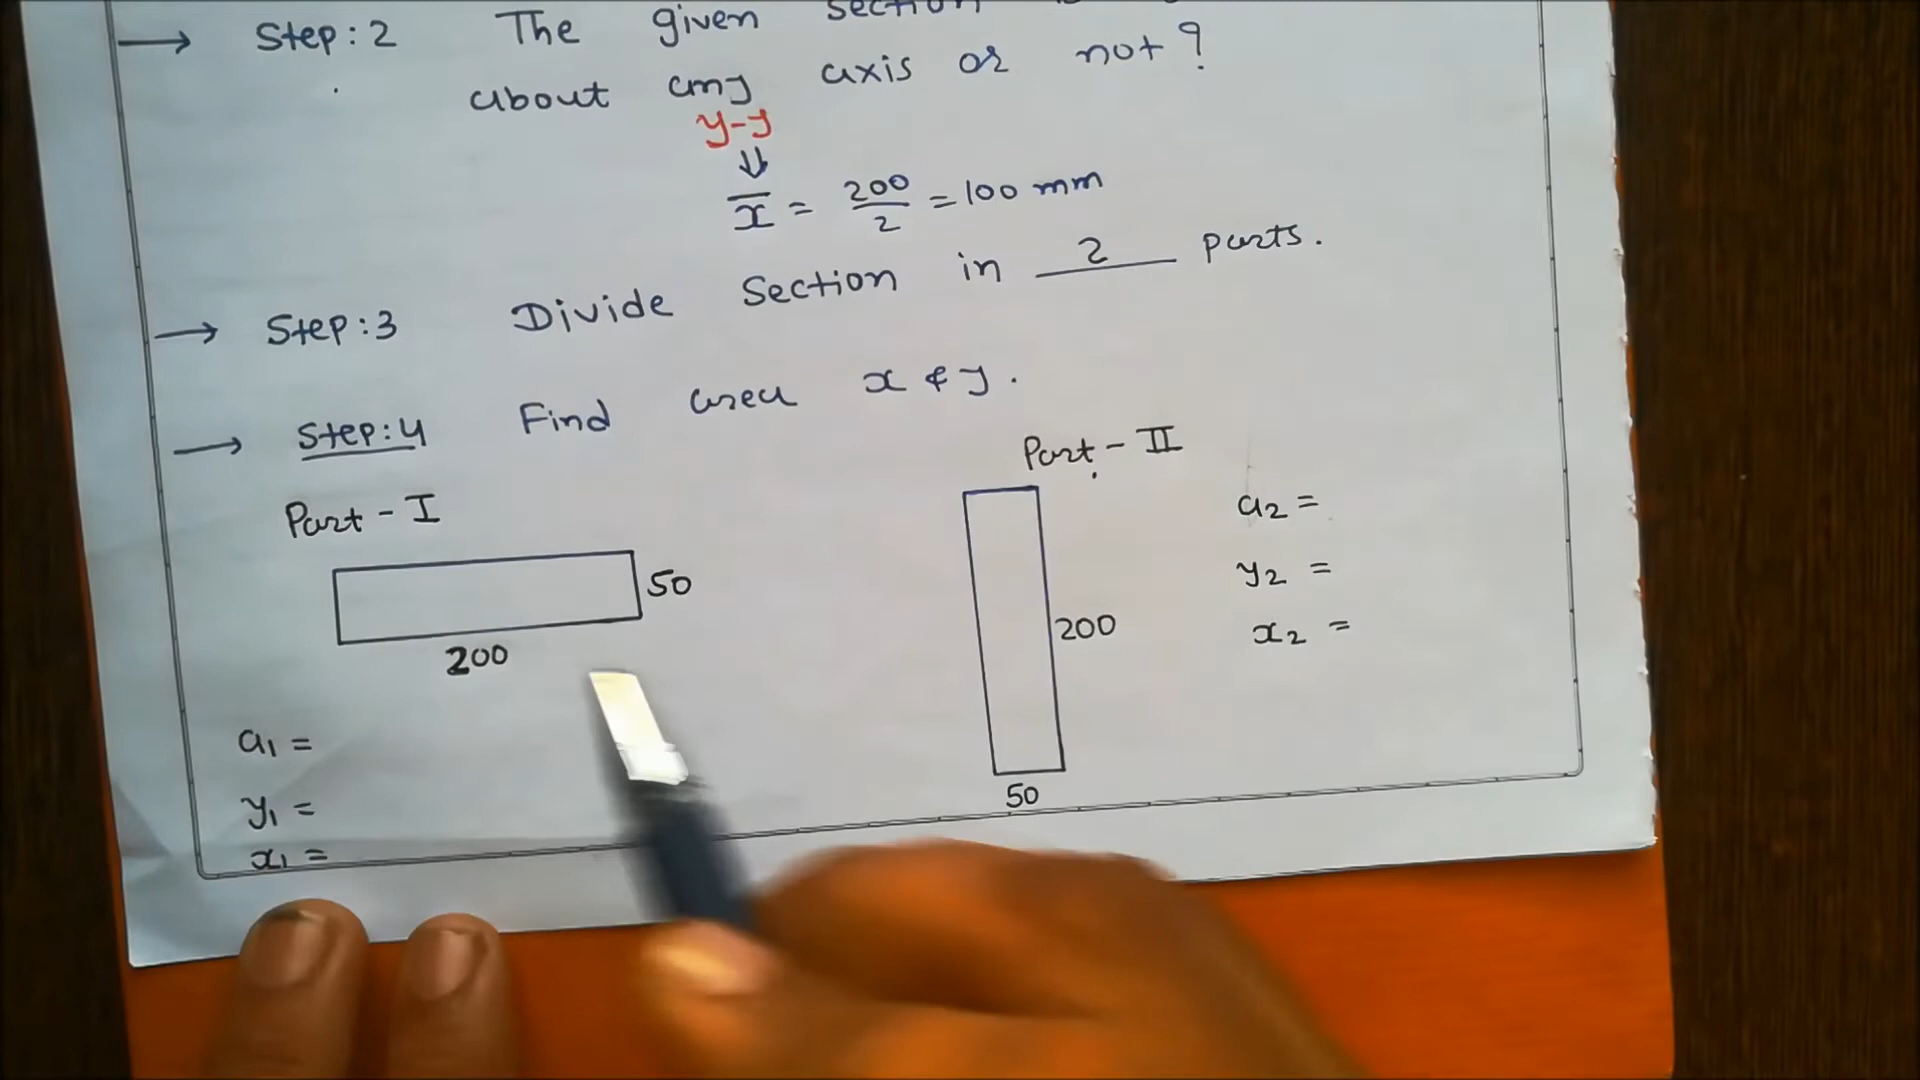 → Step:2 The given section
about any axis or not?
y-y
⇓
x̅ = 200/2 = 100 mm
→ Step:3 Divide Section in 2 parts.
→ Step:4 Find area x & y.
Part - I
50
200
a1 =
y1 =
x1 =
Part - II
200
50
a2 =
y2 =
x2 =